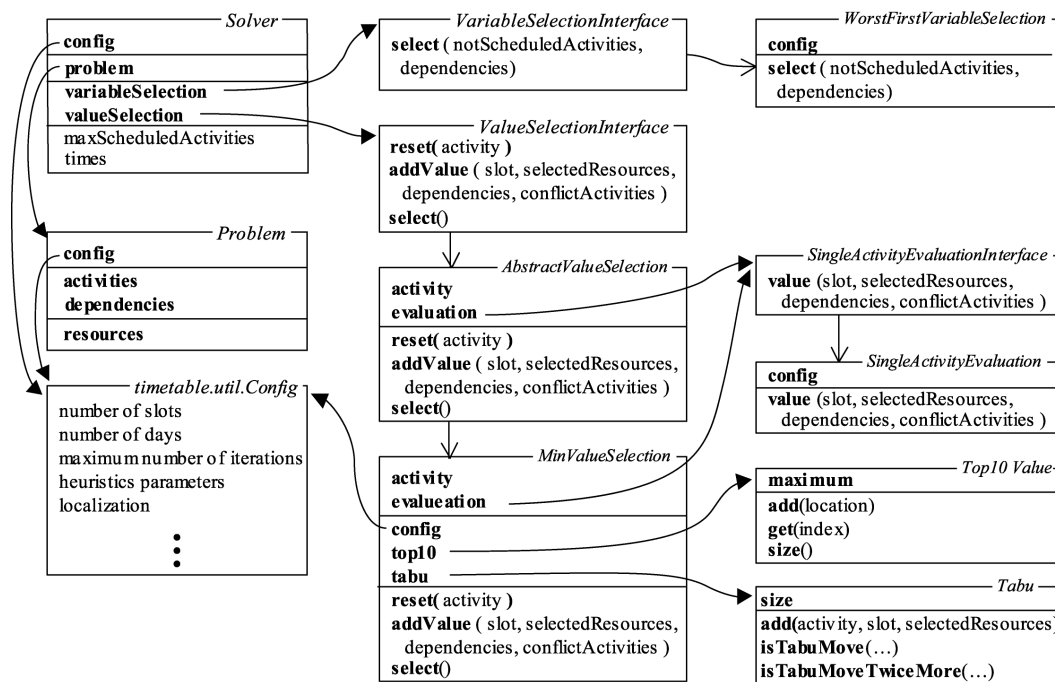 Solver
config
problem
variableSelection
valueSelection
maxScheduledActivities
times
Problem
config
activities
dependencies
resources
timetable.util.Config
number of slots
number of days
maximum number of iterations
heuristics parameters
localization
VariableSelectionInterface
select ( notScheduledActivities,
dependencies)
ValueSelectionInterface
reset( activity )
addValue ( slot, selectedResources,
dependencies, conflictActivities )
select()
AbstractValueSelection
activity
evaluation
reset( activity )
addValue ( slot, selectedResources,
dependencies, conflictActivities )
select()
MinValueSelection
activity
evalueation
config
top10
tabu
reset( activity )
addValue ( slot, selectedResources,
dependencies, conflictActivities )
select()
WorstFirstVariableSelection
config
select ( notScheduledActivities,
dependencies)
SingleActivityEvaluationInterface
value (slot, selectedResources,
dependencies, conflictActivities )
SingleActivityEvaluation
config
value (slot, selectedResources,
dependencies, conflictActivities )
Top10 Value
maximum
add(location)
get(index)
size()
Tabu
size
add(activity, slot, selectedResources)
isTabuMove(…)
isTabuMoveTwiceMore(…)